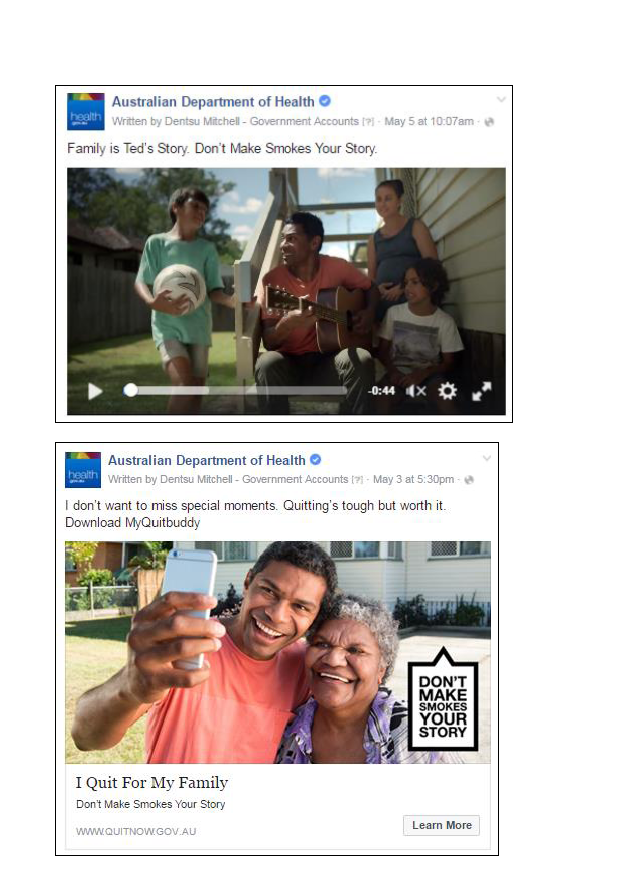 health
gov.au
Australian Department of Health
Written by Dentsu Mitchell - Government Accounts [?] · May 5 at 10:07am ·
Family is Ted's Story. Don't Make Smokes Your Story.
-0:44
health
gov.au
Australian Department of Health
Written by Dentsu Mitchell - Government Accounts [?] · May 3 at 5:30pm ·
I don't want to miss special moments. Quitting's tough but worth it.
Download MyQuitbuddy
DON'T
MAKE
SMOKES
YOUR
STORY
I Quit For My Family
Don't Make Smokes Your Story
WWW.QUITNOW.GOV.AU
Learn More